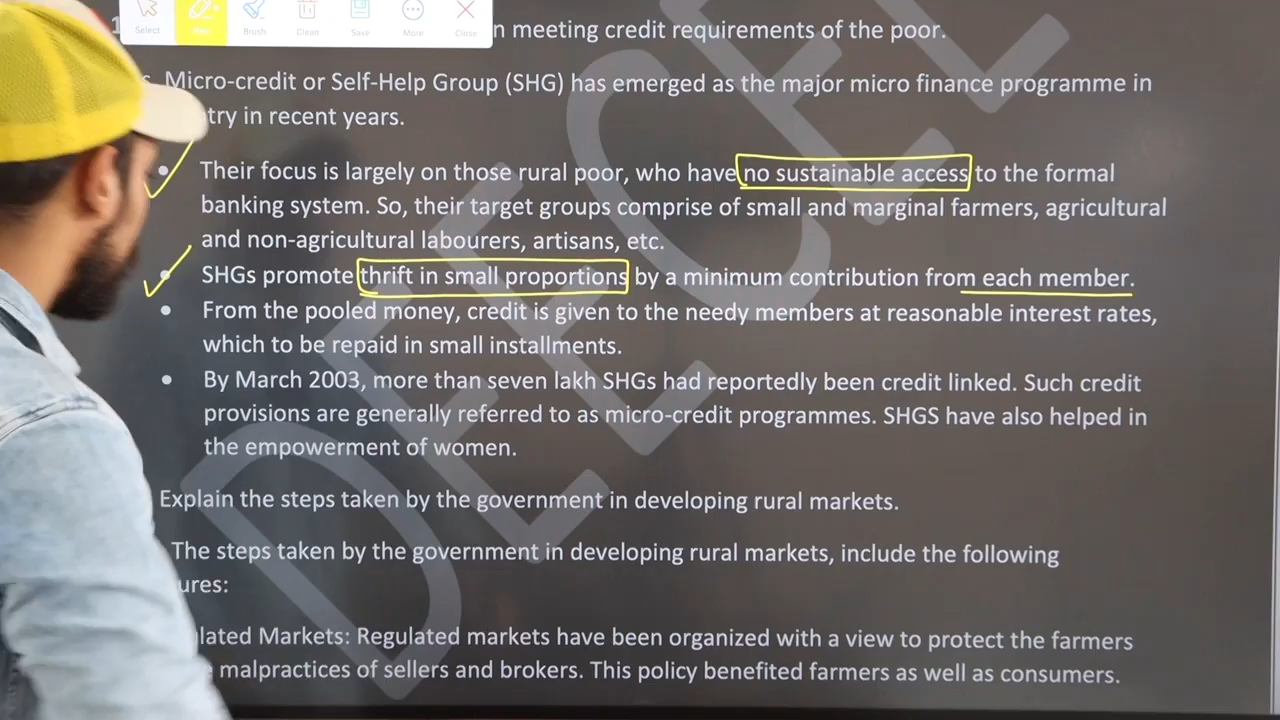 Select Brush Clean Save More Close
n meeting credit requirements of the poor.
Micro-credit or Self-Help Group (SHG) has emerged as the major micro finance programme in
try in recent years.
• Their focus is largely on those rural poor, who have no sustainable access to the formal
banking system. So, their target groups comprise of small and marginal farmers, agricultural
and non-agricultural labourers, artisans, etc.
• SHGs promote thrift in small proportions by a minimum contribution from each member.
• From the pooled money, credit is given to the needy members at reasonable interest rates,
which to be repaid in small installments.
• By March 2003, more than seven lakh SHGs had reportedly been credit linked. Such credit
provisions are generally referred to as micro-credit programmes. SHGS have also helped in
the empowerment of women.
Explain the steps taken by the government in developing rural markets.
The steps taken by the government in developing rural markets, include the following
ures:
lated Markets: Regulated markets have been organized with a view to protect the farmers
malpractices of sellers and brokers. This policy benefited farmers as well as consumers.